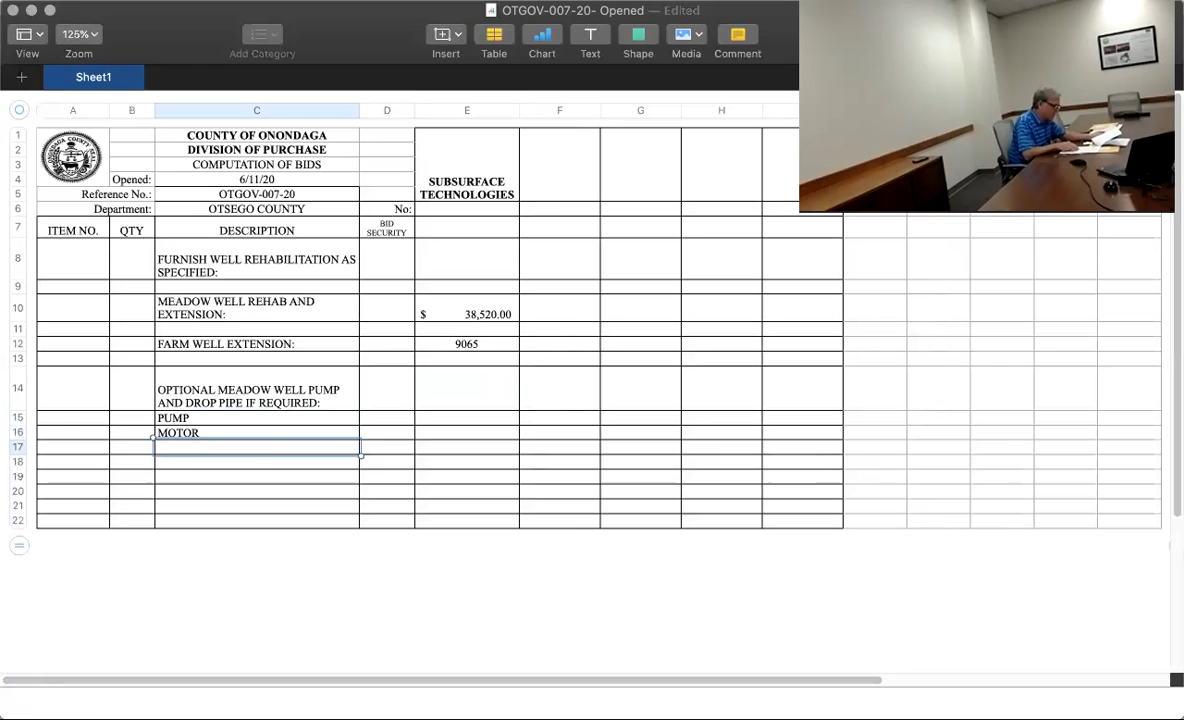 OTGOV-007-20- Opened — Edited
125%
View
Zoom
Add Category
Insert
Table
Chart
Text
Shape
Media
Comment
Sheet1
A B C D E F G H
1 COUNTY OF ONONDAGA
2 DIVISION OF PURCHASE
3 COMPUTATION OF BIDS
4 Opened: 6/11/20
SUBSURFACE
TECHNOLOGIES
5 Reference No.: OTGOV-007-20
6 Department: OTSEGO COUNTY No:
7 ITEM NO. QTY DESCRIPTION BID
SECURITY
8 FURNISH WELL REHABILITATION AS
SPECIFIED:
9
10 MEADOW WELL REHAB AND
EXTENSION: $ 38,520.00
11
12 FARM WELL EXTENSION: 9065
13
14 OPTIONAL MEADOW WELL PUMP
AND DROP PIPE IF REQUIRED:
15 PUMP
16 MOTOR
17
18
19
20
21
22